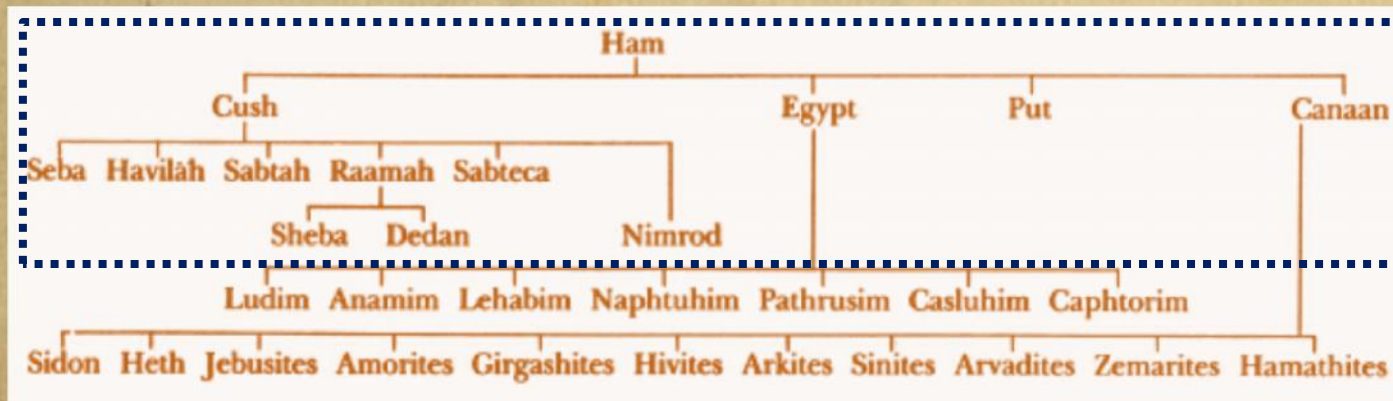 Ham
Cush Egypt Put Canaan
Seba Havilah Sabtah Raamah Sabteca
Sheba Dedan Nimrod
Ludim Anamim Lehabim Naphtuhim Pathrusim Casluhim Caphtorim
Sidon Heth Jebusites Amorites Girgashites Hivites Arkites Sinites Arvadites Zemarites Hamathites